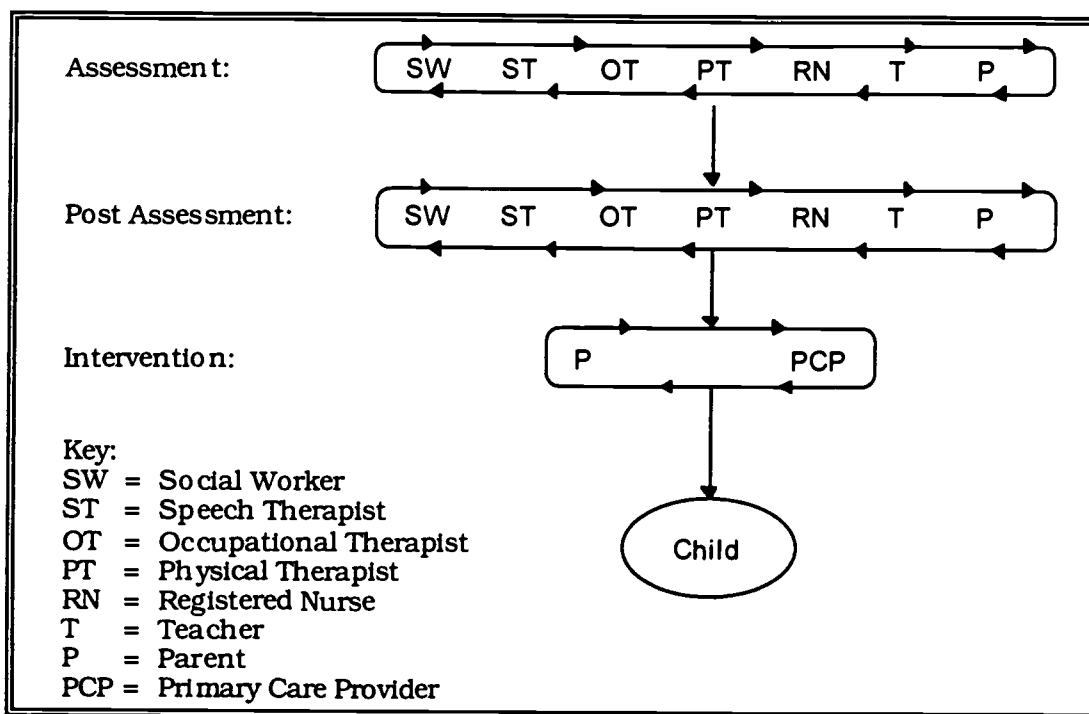 Assessment:
SW ST OT PT RN T P
Post Assessment:
SW ST OT PT RN T P
Intervention:
P PCP
Child
Key:
SW = Social Worker
ST = Speech Therapist
OT = Occupational Therapist
PT = Physical Therapist
RN = Registered Nurse
T = Teacher
P = Parent
PCP = Primary Care Provider